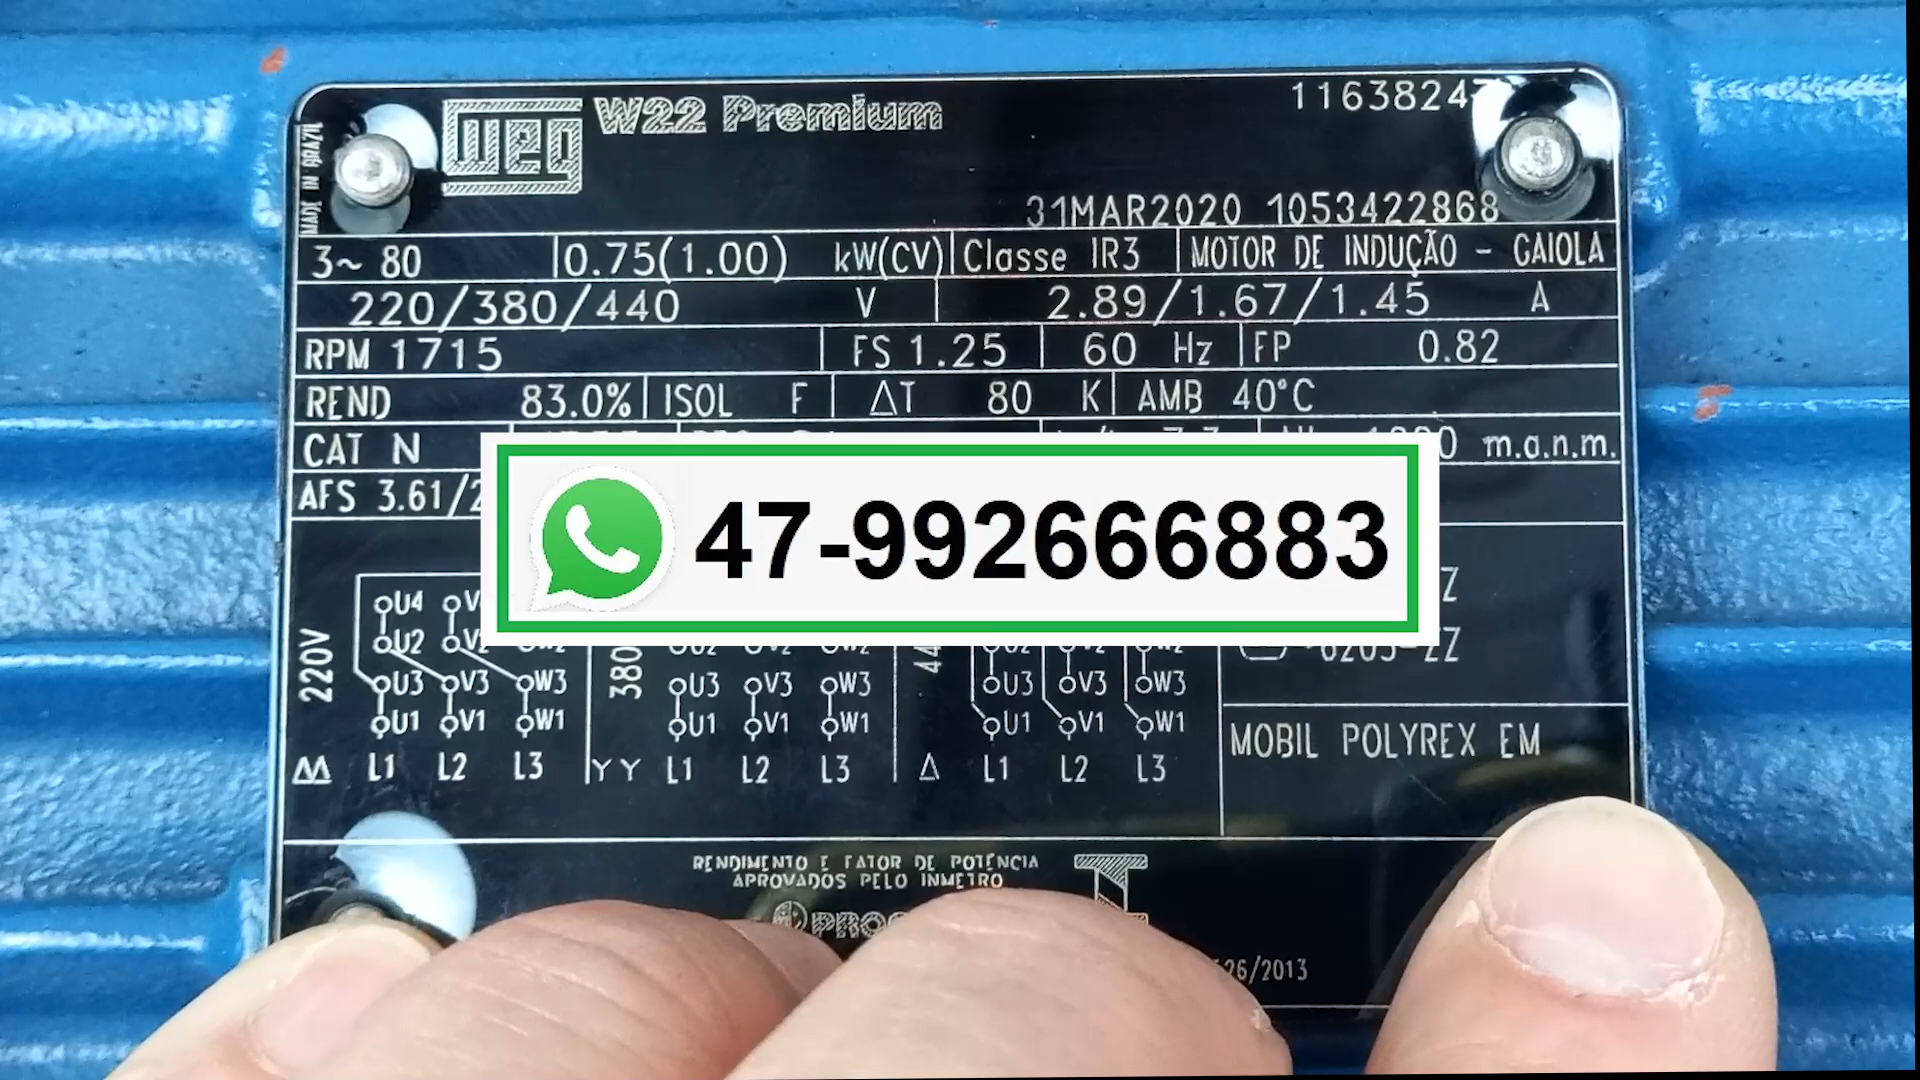 MADE IN BRAZIL
WEG W22 Premium
1163824
31MAR2020 1053422868
3~ 80 0.75(1.00) kW(CV) Classe IR3 MOTOR DE INDUÇÃO - GAIOLA
220/380/440 V 2.89/1.67/1.45 A
RPM 1715 FS 1.25 60 Hz FP 0.82
REND 83.0% ISOL F ΔT 80 K AMB 40°C
CAT N m.a.n.m.
AFS 3.61/
47-992666883
220V
U4
U2
U3 V3 W3
U1 V1 W1
ΔΔ L1 L2 L3
380
U3 V3 W3
U1 V1 W1
YY L1 L2 L3
U3 V3 W3
U1 V1 W1
Δ L1 L2 L3
MOBIL POLYREX EM
RENDIMENTO E FATOR DE POTÊNCIA
APROVADOS PELO INMETRO
26/2013